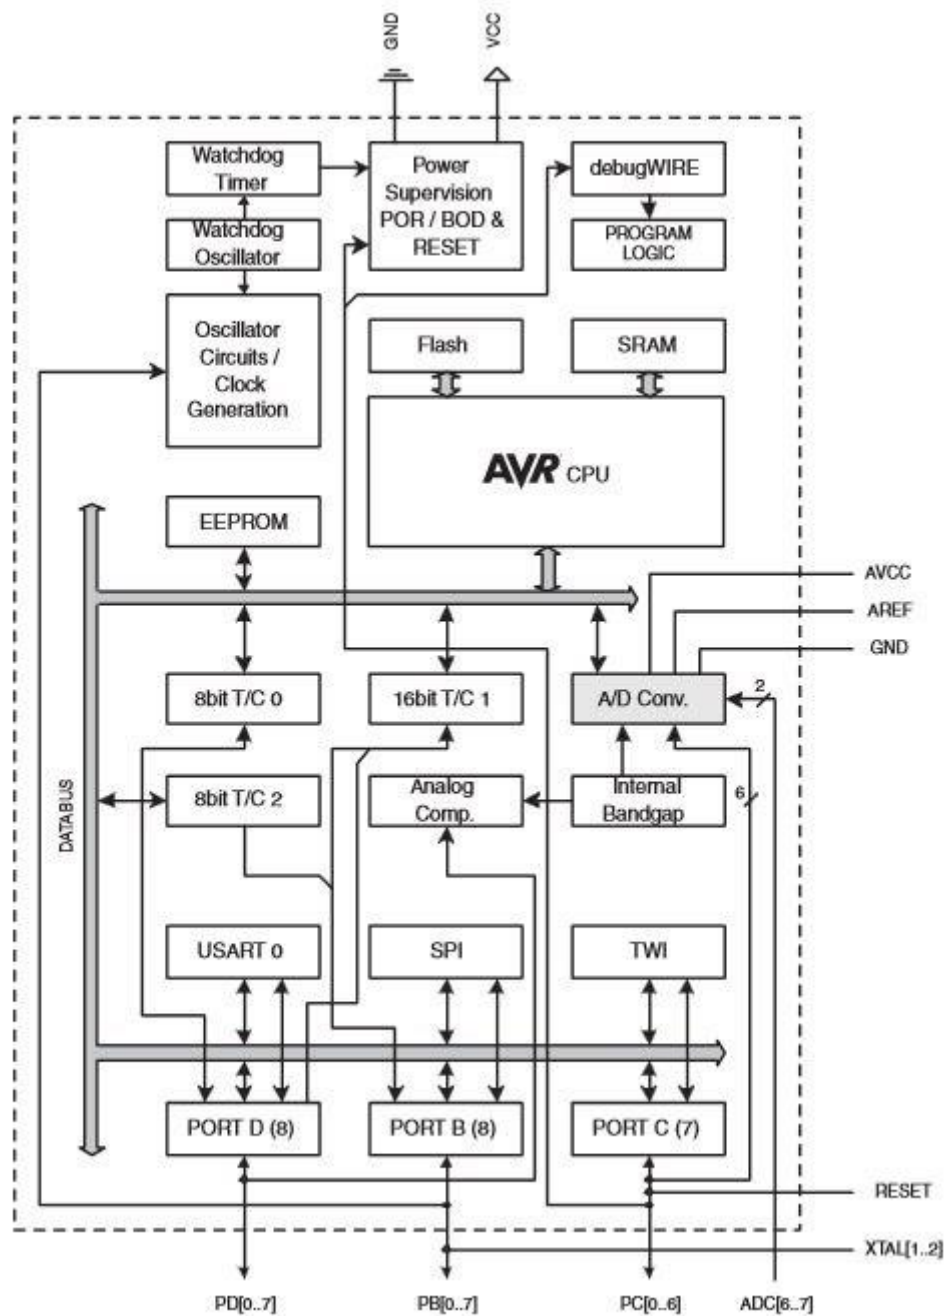 GND
VCC
Watchdog
Timer
Power
Supervision
POR / BOD &
RESET
debugWIRE
Watchdog
Oscillator
PROGRAM
LOGIC
Oscillator
Circuits /
Clock
Generation
Flash
SRAM
AVR CPU
EEPROM
AVCC
AREF
GND
8bit T/C 0
16bit T/C 1
A/D Conv.
2
8bit T/C 2
Analog
Comp.
Internal
Bandgap
6
DATABUS
USART 0
SPI
TWI
PORT D (8)
PORT B (8)
PORT C (7)
RESET
XTAL[1..2]
PD[0..7]
PB[0..7]
PC[0..6]
ADC[6..7]